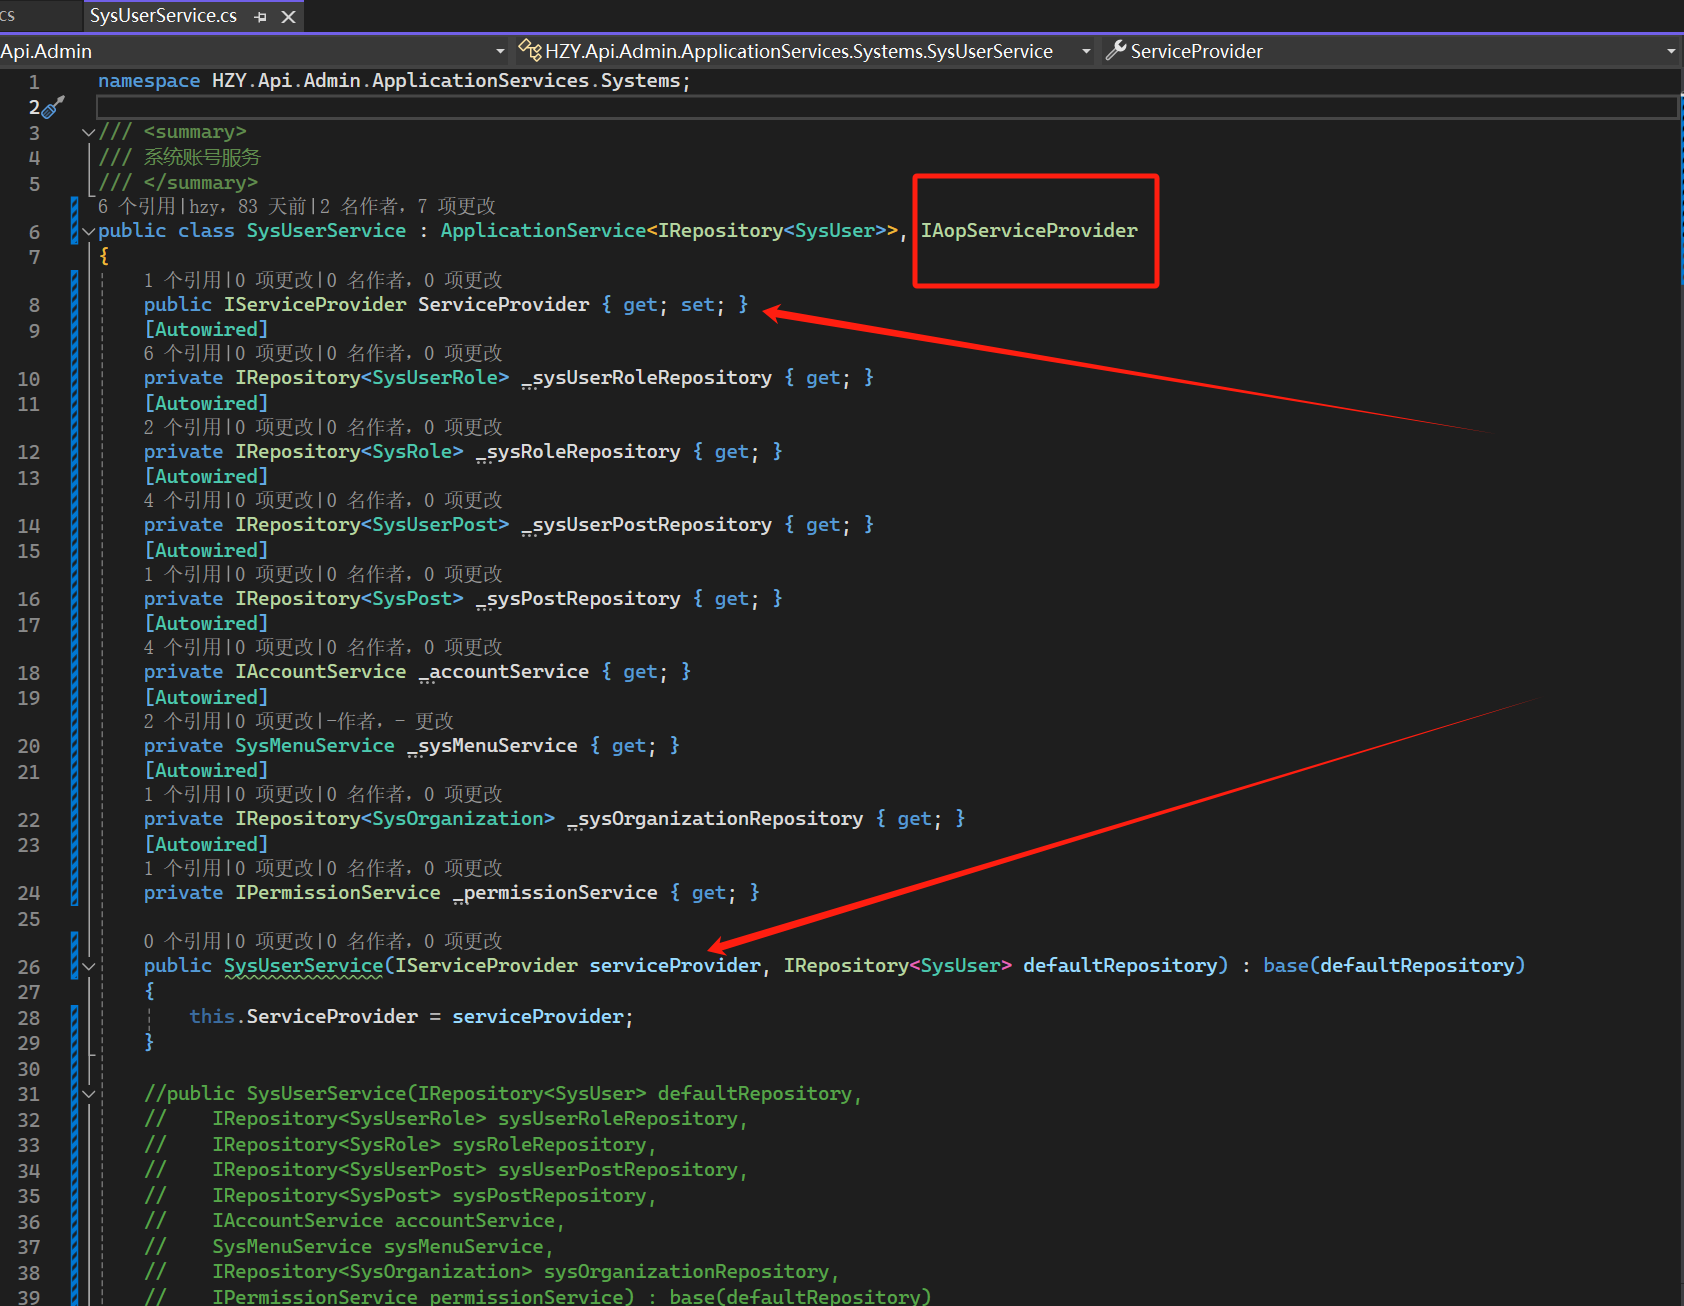 cs
SysUserService.cs
Api.Admin
HZY.Api.Admin.ApplicationServices.Systems.SysUserService
ServiceProvider
1 namespace HZY.Api.Admin.ApplicationServices.Systems;
2
3 /// <summary>
4 /// 系统账号服务
5 /// </summary>
6 个引用|hzy，83 天前|2 名作者，7 项更改
6 public class SysUserService : ApplicationService<IRepository<SysUser>>, IAopServiceProvider
7 {
1 个引用|0 项更改|0 名作者，0 项更改
8 public IServiceProvider ServiceProvider { get; set; }
9 [Autowired]
6 个引用|0 项更改|0 名作者，0 项更改
10 private IRepository<SysUserRole> _sysUserRoleRepository { get; }
11 [Autowired]
2 个引用|0 项更改|0 名作者，0 项更改
12 private IRepository<SysRole> _sysRoleRepository { get; }
13 [Autowired]
4 个引用|0 项更改|0 名作者，0 项更改
14 private IRepository<SysUserPost> _sysUserPostRepository { get; }
15 [Autowired]
1 个引用|0 项更改|0 名作者，0 项更改
16 private IRepository<SysPost> _sysPostRepository { get; }
17 [Autowired]
4 个引用|0 项更改|0 名作者，0 项更改
18 private IAccountService _accountService { get; }
19 [Autowired]
2 个引用|0 项更改|-作者，- 更改
20 private SysMenuService _sysMenuService { get; }
21 [Autowired]
1 个引用|0 项更改|0 名作者，0 项更改
22 private IRepository<SysOrganization> _sysOrganizationRepository { get; }
23 [Autowired]
1 个引用|0 项更改|0 名作者，0 项更改
24 private IPermissionService _permissionService { get; }
25
0 个引用|0 项更改|0 名作者，0 项更改
26 public SysUserService(IServiceProvider serviceProvider, IRepository<SysUser> defaultRepository) : base(defaultRepository)
27 {
28 this.ServiceProvider = serviceProvider;
29 }
30
31 //public SysUserService(IRepository<SysUser> defaultRepository,
32 // IRepository<SysUserRole> sysUserRoleRepository,
33 // IRepository<SysRole> sysRoleRepository,
34 // IRepository<SysUserPost> sysUserPostRepository,
35 // IRepository<SysPost> sysPostRepository,
36 // IAccountService accountService,
37 // SysMenuService sysMenuService,
38 // IRepository<SysOrganization> sysOrganizationRepository,
39 // IPermissionService permissionService) : base(defaultRepository)